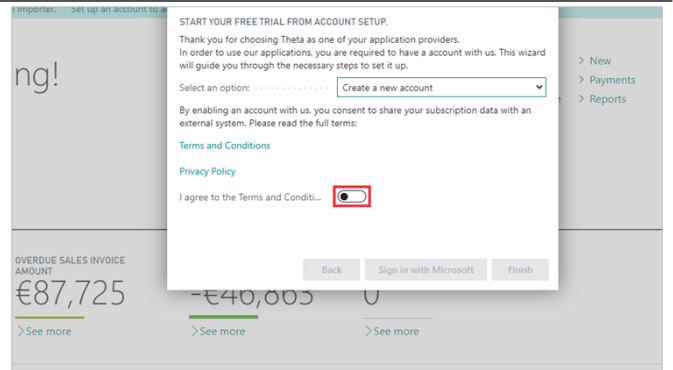 importer. Set up an account to a
START YOUR FREE TRIAL FROM ACCOUNT SETUP.
Thank you for choosing Theta as one of your application providers.
In order to use our applications, you are required to have a account with us. This wizard
will guide you through the necessary steps to set it up.
Select an option: Create a new account
By enabling an account with us, you consent to share your subscription data with an
external system. Please read the full terms:
Terms and Conditions
Privacy Policy
I agree to the Terms and Conditi...
Back Sign in with Microsoft Finish
ng!
> New
> Payments
> Reports
OVERDUE SALES INVOICE
AMOUNT
€87,725
-€46,863
0
> See more
> See more
> See more